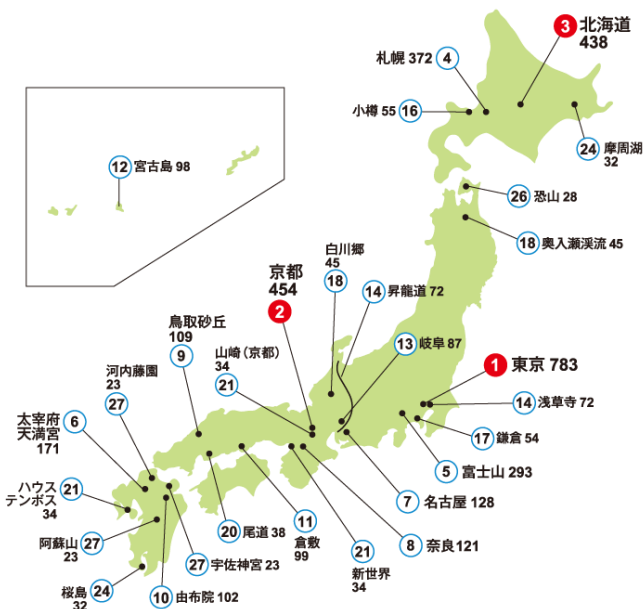 3 北海道
438
札幌 372 4
小樽 55 16
24 摩周湖
32
12 宮古島 98
26 恐山 28
18 奥入瀬渓流 45
白川郷
45
18
京都
454
2
14 昇龍道 72
鳥取砂丘
109
9
山崎(京都)
34
21
13 岐阜 87
1 東京 783
河内藤園
23
27
14 浅草寺 72
太宰府
天満宮
171
6
17 鎌倉 54
5 富士山 293
ハウス
テンボス
34
21
7 名古屋 128
11
倉敷
99
20 尾道 38
8 奈良 121
21
新世界
34
阿蘇山
23
27
27 宇佐神宮 23
桜島
32
24
10 由布院 102